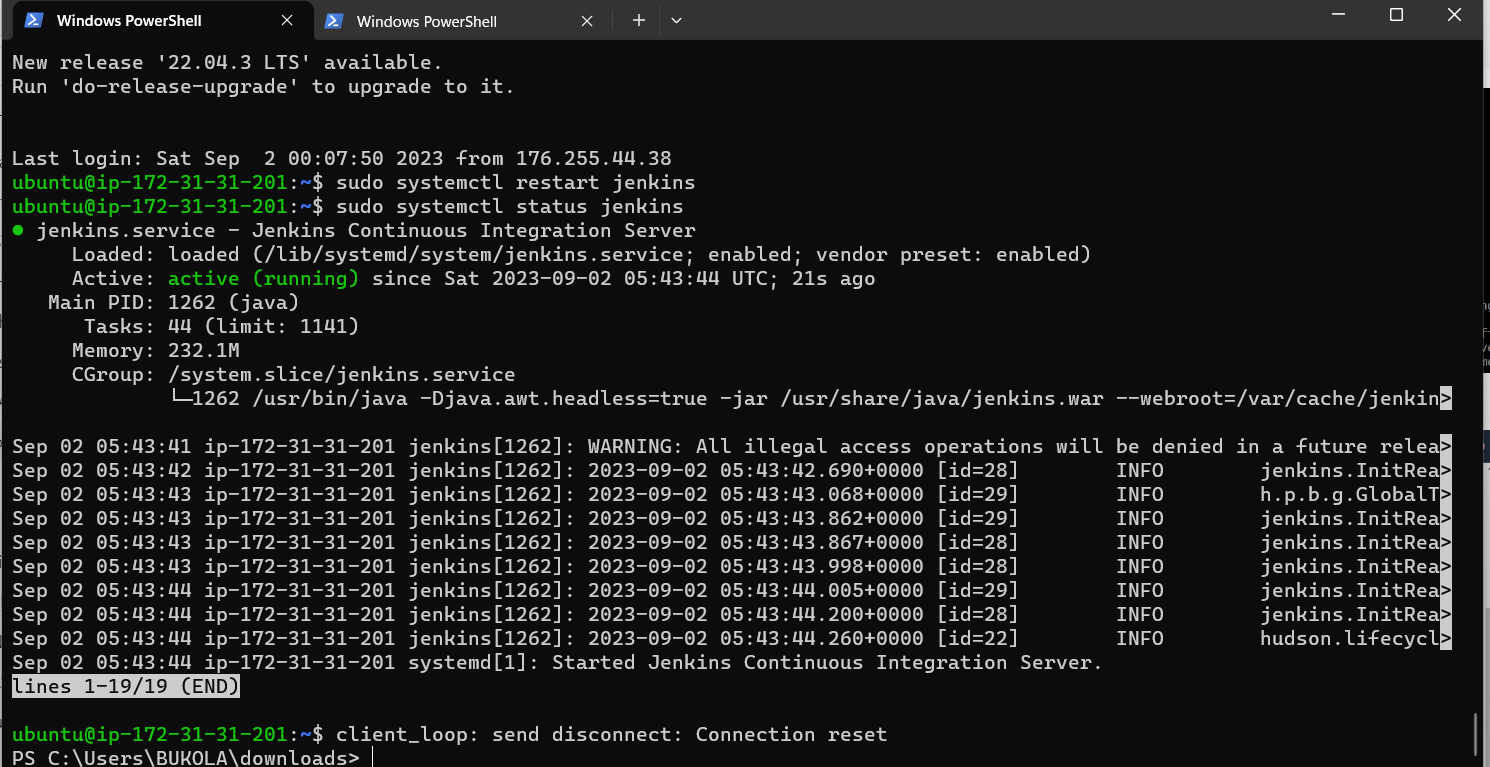 Windows PowerShell
Windows PowerShell
New release '22.04.3 LTS' available.
Run 'do-release-upgrade' to upgrade to it.
Last login: Sat Sep  2 00:07:50 2023 from 176.255.44.38
ubuntu@ip-172-31-31-201:~$ sudo systemctl restart jenkins
ubuntu@ip-172-31-31-201:~$ sudo systemctl status jenkins
● jenkins.service - Jenkins Continuous Integration Server
     Loaded: loaded (/lib/systemd/system/jenkins.service; enabled; vendor preset: enabled)
     Active: active (running) since Sat 2023-09-02 05:43:44 UTC; 21s ago
   Main PID: 1262 (java)
      Tasks: 44 (limit: 1141)
     Memory: 232.1M
     CGroup: /system.slice/jenkins.service
             └─1262 /usr/bin/java -Djava.awt.headless=true -jar /usr/share/java/jenkins.war --webroot=/var/cache/jenkin>
Sep 02 05:43:41 ip-172-31-31-201 jenkins[1262]: WARNING: All illegal access operations will be denied in a future relea>
Sep 02 05:43:42 ip-172-31-31-201 jenkins[1262]: 2023-09-02 05:43:42.690+0000 [id=28]        INFO        jenkins.InitRea>
Sep 02 05:43:43 ip-172-31-31-201 jenkins[1262]: 2023-09-02 05:43:43.068+0000 [id=29]        INFO        h.p.b.g.GlobalT>
Sep 02 05:43:43 ip-172-31-31-201 jenkins[1262]: 2023-09-02 05:43:43.862+0000 [id=29]        INFO        jenkins.InitRea>
Sep 02 05:43:43 ip-172-31-31-201 jenkins[1262]: 2023-09-02 05:43:43.867+0000 [id=28]        INFO        jenkins.InitRea>
Sep 02 05:43:43 ip-172-31-31-201 jenkins[1262]: 2023-09-02 05:43:43.998+0000 [id=28]        INFO        jenkins.InitRea>
Sep 02 05:43:44 ip-172-31-31-201 jenkins[1262]: 2023-09-02 05:43:44.005+0000 [id=29]        INFO        jenkins.InitRea>
Sep 02 05:43:44 ip-172-31-31-201 jenkins[1262]: 2023-09-02 05:43:44.200+0000 [id=28]        INFO        jenkins.InitRea>
Sep 02 05:43:44 ip-172-31-31-201 jenkins[1262]: 2023-09-02 05:43:44.260+0000 [id=22]        INFO        hudson.lifecycl>
Sep 02 05:43:44 ip-172-31-31-201 systemd[1]: Started Jenkins Continuous Integration Server.
lines 1-19/19 (END)
ubuntu@ip-172-31-31-201:~$ client_loop: send disconnect: Connection reset
PS C:\Users\BUKOLA\downloads>